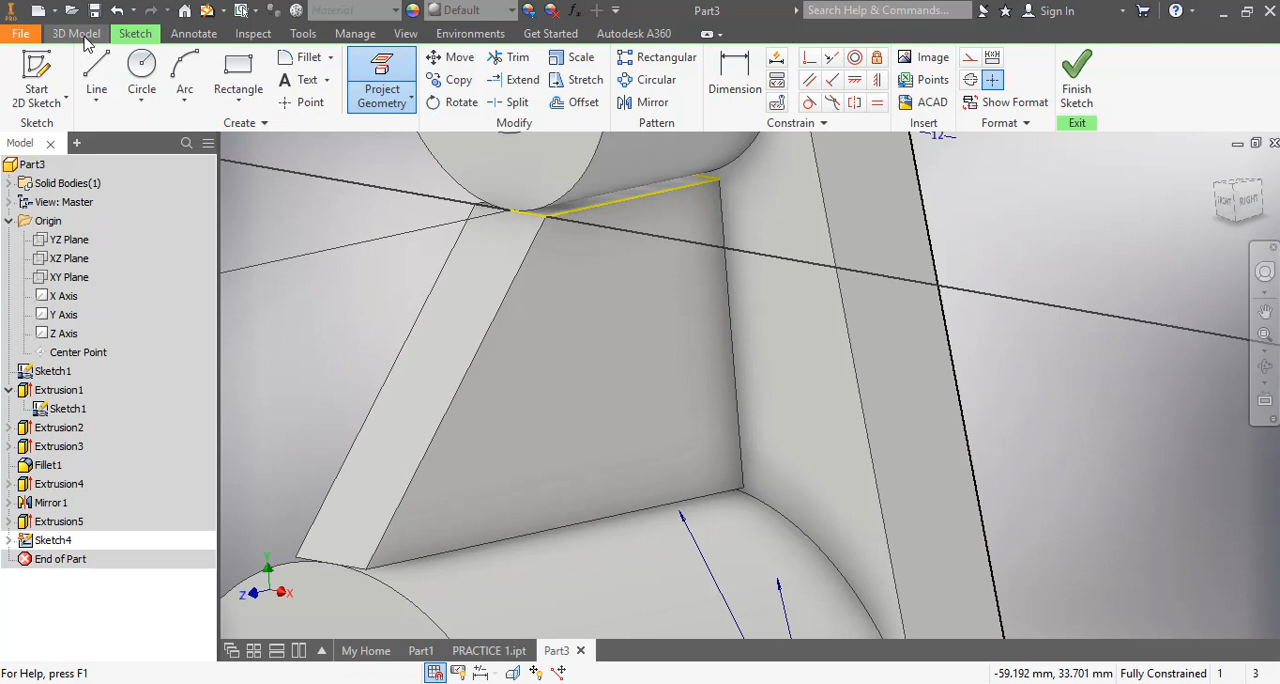 Material
Default
Part3
Search Help & Commands...
Sign In
PRO
File
3D Model
Sketch
Annotate
Inspect
Tools
Manage
View
Environments
Get Started
Autodesk A360
Start
2D Sketch
Line
Circle
Arc
Rectangle
Fillet
Text
Point
Project
Geometry
Move
Copy
Rotate
Trim
Extend
Split
Scale
Stretch
Offset
Rectangular
Circular
Mirror
Dimension
Image
Points
ACAD
Show Format
Finish
Sketch
Sketch
Create
Modify
Pattern
Constrain
Insert
Format
Exit
Model
Part3
Solid Bodies(1)
View: Master
Origin
YZ Plane
XZ Plane
XY Plane
X Axis
Y Axis
Z Axis
Center Point
Sketch1
Extrusion1
Sketch1
Extrusion2
Extrusion3
Fillet1
Extrusion4
Mirror1
Extrusion5
Sketch4
End of Part
12
RIGHT
Y
Z
X
My Home
Part1
PRACTICE 1.ipt
Part3
For Help, press F1
-59.192 mm, 33.701 mm
Fully Constrained
1
3